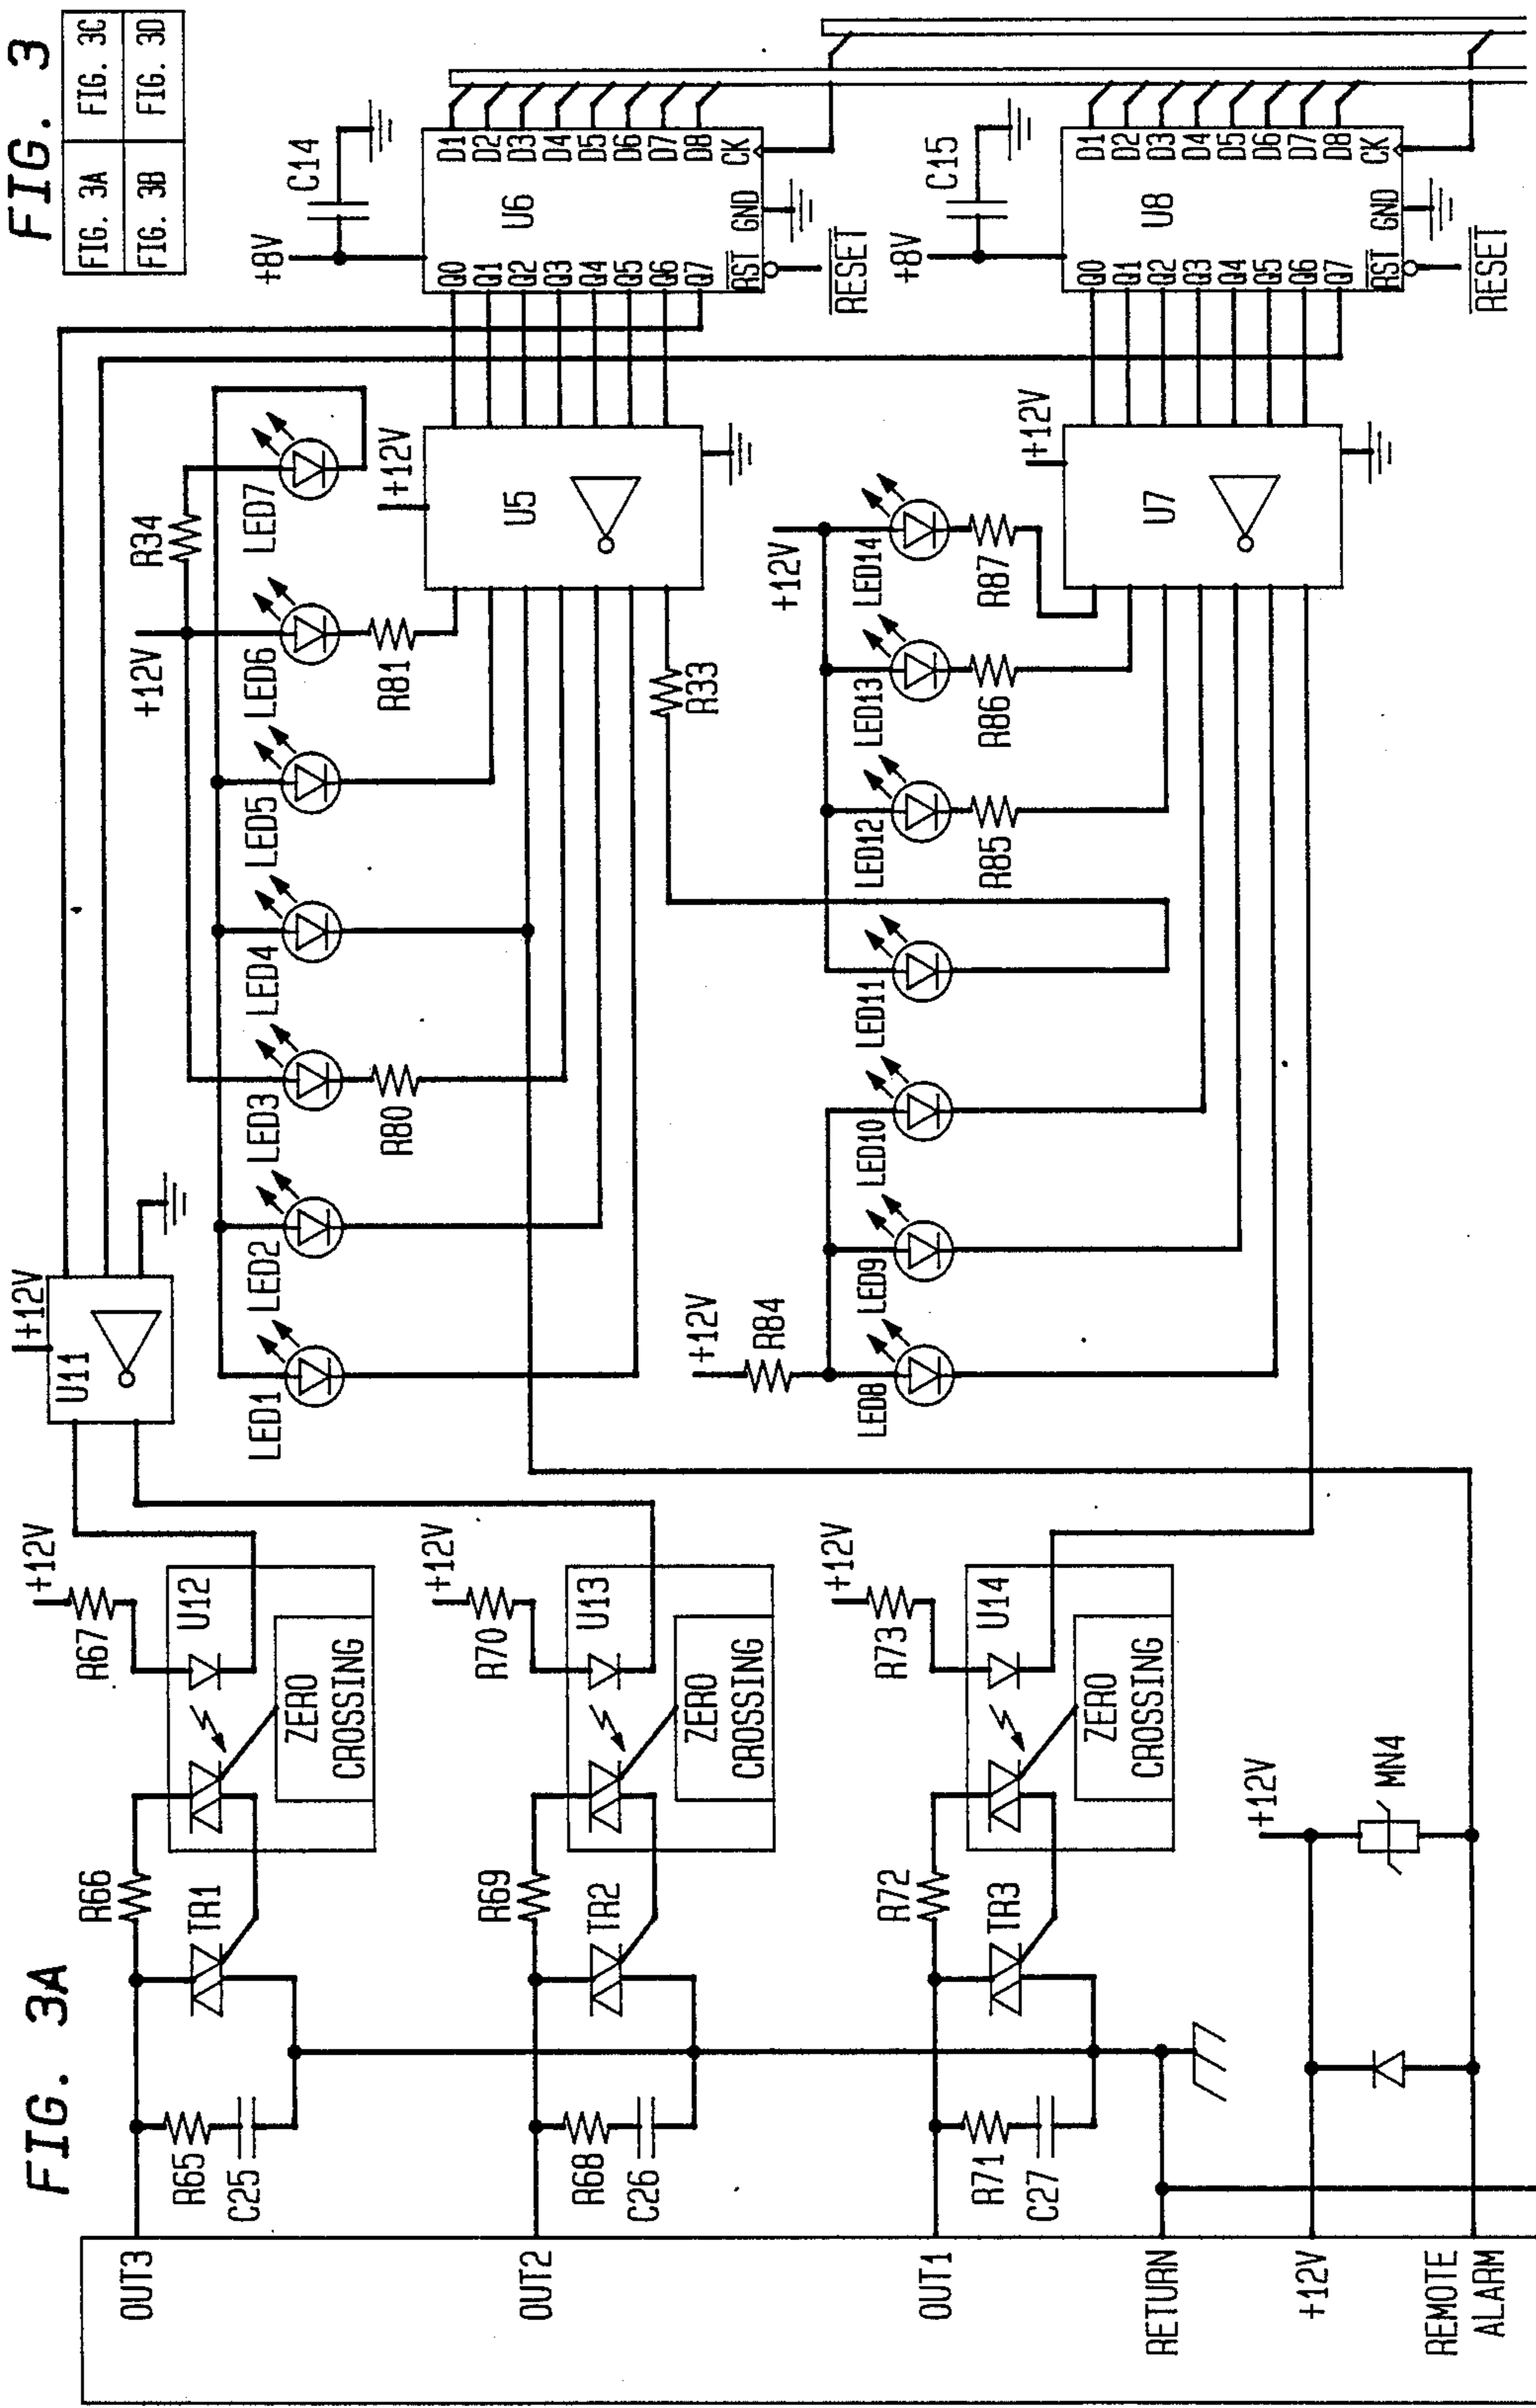 FIG. 3
FIG. 3A FIG. 3C
FIG. 3B FIG. 3D
FIG. 3A
OUT3
R65
C25
R66
TR1
R67
+12V
U12
ZERO
CROSSING
U11
+12V
OUT2
R68
C26
R69
TR2
R70
+12V
U13
ZERO
CROSSING
OUT1
R71
C27
R72
TR3
R73
+12V
U14
ZERO
CROSSING
RETURN
+12V
REMOTE
ALARM
+12V
MN4
LED1
LED2
LED3
LED4
LED5
LED6
LED7
+12V
R34
R80
R81
R33
+12V
U5
+8V
C14
U6
Q0 D1
Q1 D2
Q2 D3
Q3 D4
Q4 D5
Q5 D6
Q6 D7
Q7 D8
RST GND CK
RESET
+12V
R84
LED8
LED9
LED10
LED11
LED12
LED13
LED14
+12V
R85
R86
R87
+12V
U7
+8V
C15
U8
Q0 D1
Q1 D2
Q2 D3
Q3 D4
Q4 D5
Q5 D6
Q6 D7
Q7 D8
RST GND CK
RESET